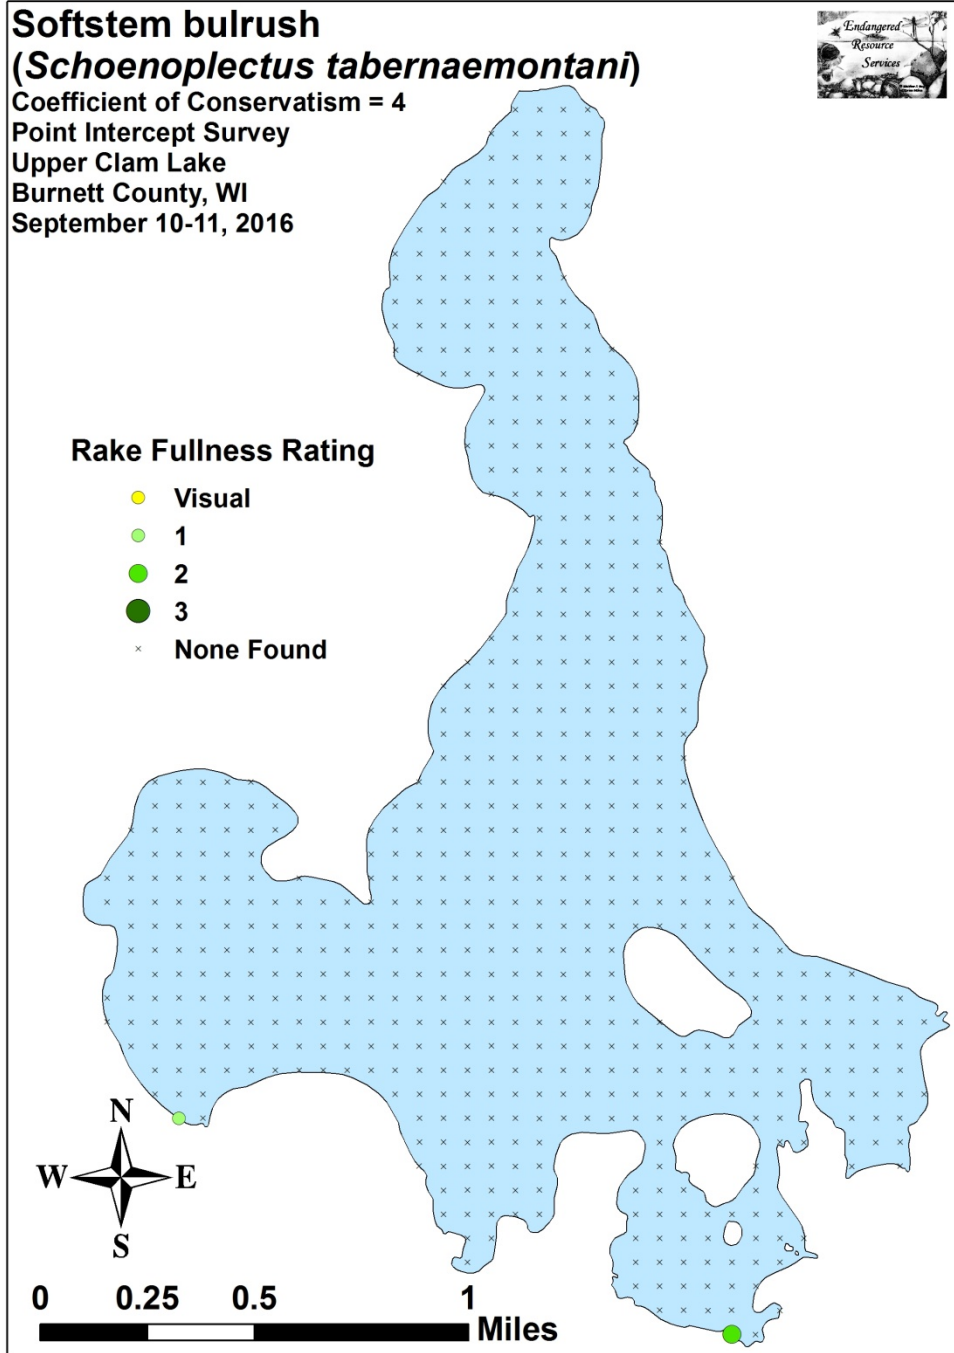 Softstem bulrush
(Schoenoplectus tabernaemontani)
Coefficient of Conservatism = 4
Point Intercept Survey
Upper Clam Lake
Burnett County, WI
September 10-11, 2016
Endangered
Resource
Services
Rake Fullness Rating
Visual
1
2
3
None Found
N
W E
S
0 0.25 0.5 1
Miles